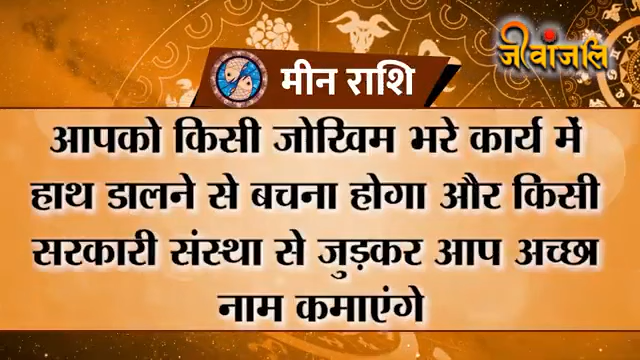 जीवांजलि
मीन राशि
आपको किसी जोखिम भरे कार्य में
हाथ डालने से बचना होगा और किसी
सरकारी संस्था से जुड़कर आप अच्छा
नाम कमाएंगे